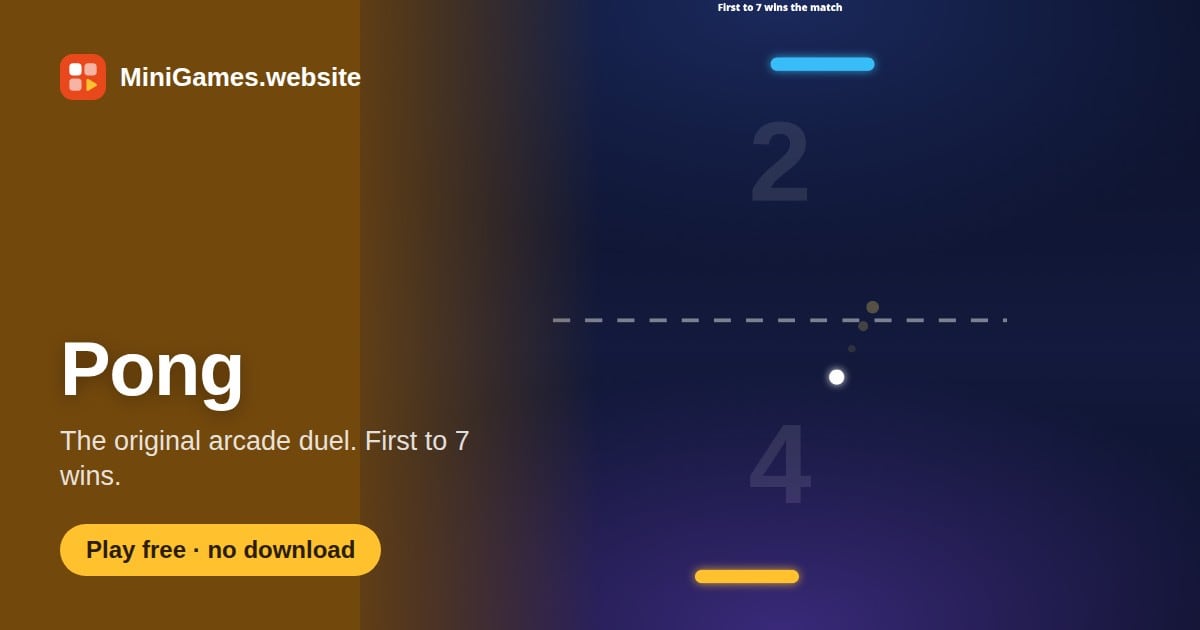 First to 7 wins the match
MiniGames.website
2
4
Pong
The original arcade duel. First to 7
wins.
Play free · no download